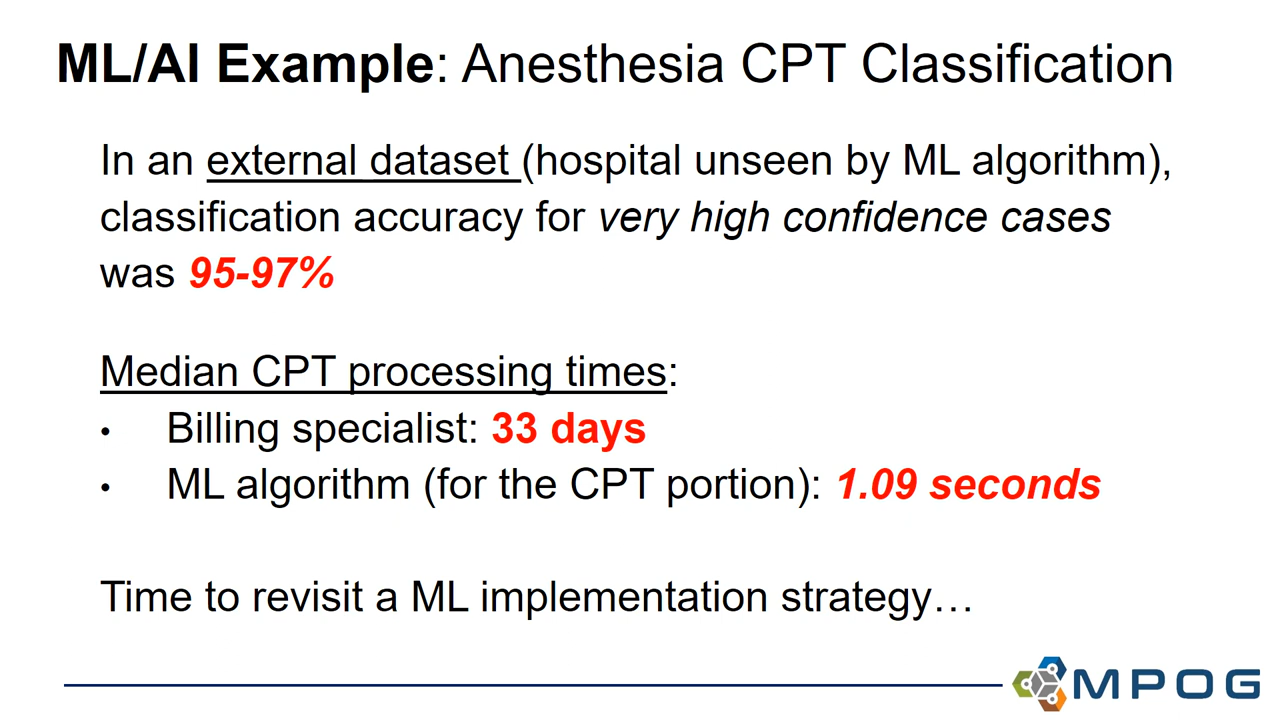 ML/AI Example: Anesthesia CPT Classification
In an external dataset (hospital unseen by ML algorithm),
classification accuracy for very high confidence cases
was 95-97%
Median CPT processing times:
• Billing specialist: 33 days
• ML algorithm (for the CPT portion): 1.09 seconds
Time to revisit a ML implementation strategy…
MPOG